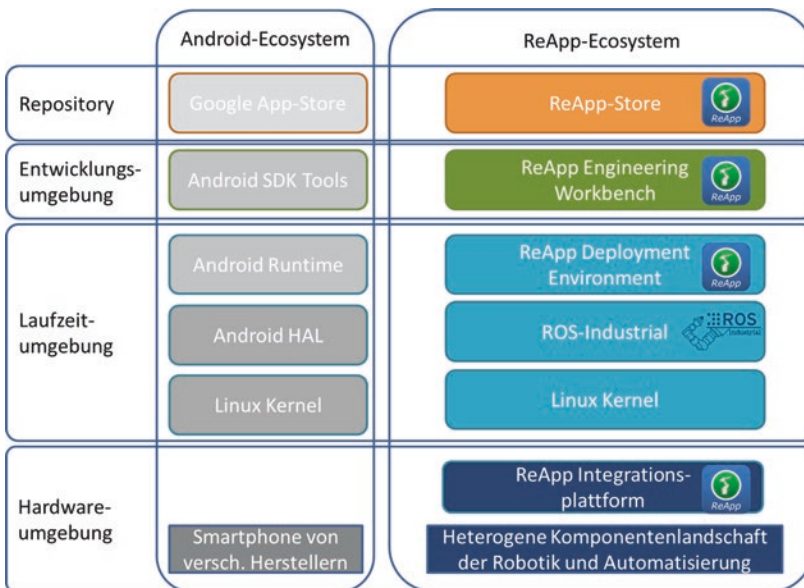 Android-Ecosystem
ReApp-Ecosystem
Repository
Google App-Store
ReApp-Store
ReApp
Entwicklungs-
umgebung
Android SDK Tools
ReApp Engineering
Workbench
ReApp
Laufzeit-
umgebung
Android Runtime
ReApp Deployment
Environment
ReApp
Android HAL
ROS-Industrial
ROS
Industrial
Linux Kernel
Linux Kernel
Hardware-
umgebung
ReApp Integrations-
plattform
ReApp
Smartphone von
versch. Herstellern
Heterogene Komponentenlandschaft
der Robotik und Automatisierung